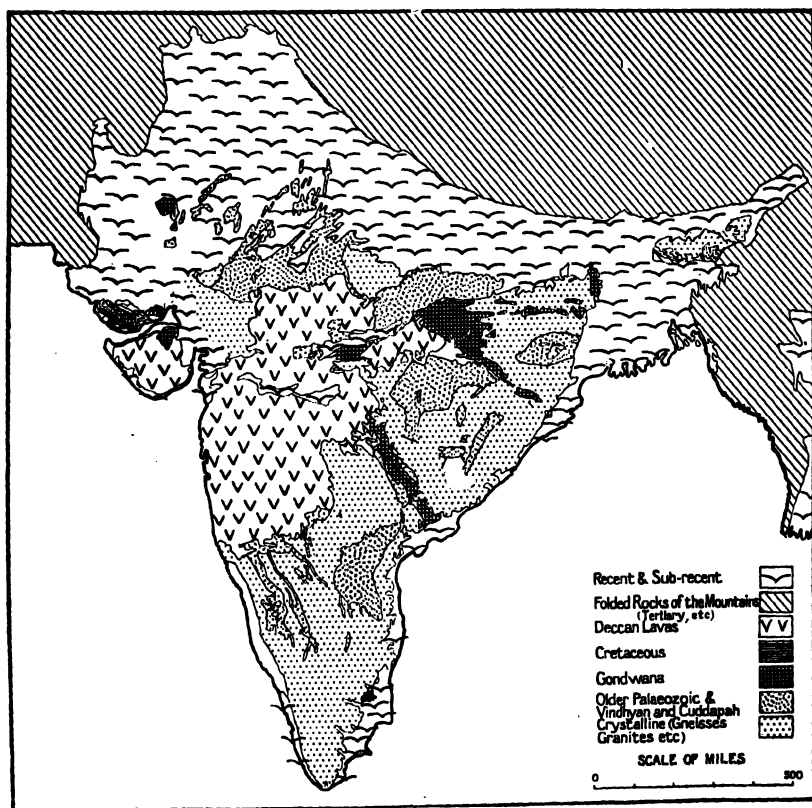 Recent & Sub-recent
Folded Rocks of the Mountains
(Tertiary, etc)
Deccan Lavas
Cretaceous
Gondwana
Older Palaeozoic &
Vindhyan and Cuddapah
Crystalline (Gneisses
Granites etc)
SCALE OF MILES
0 300